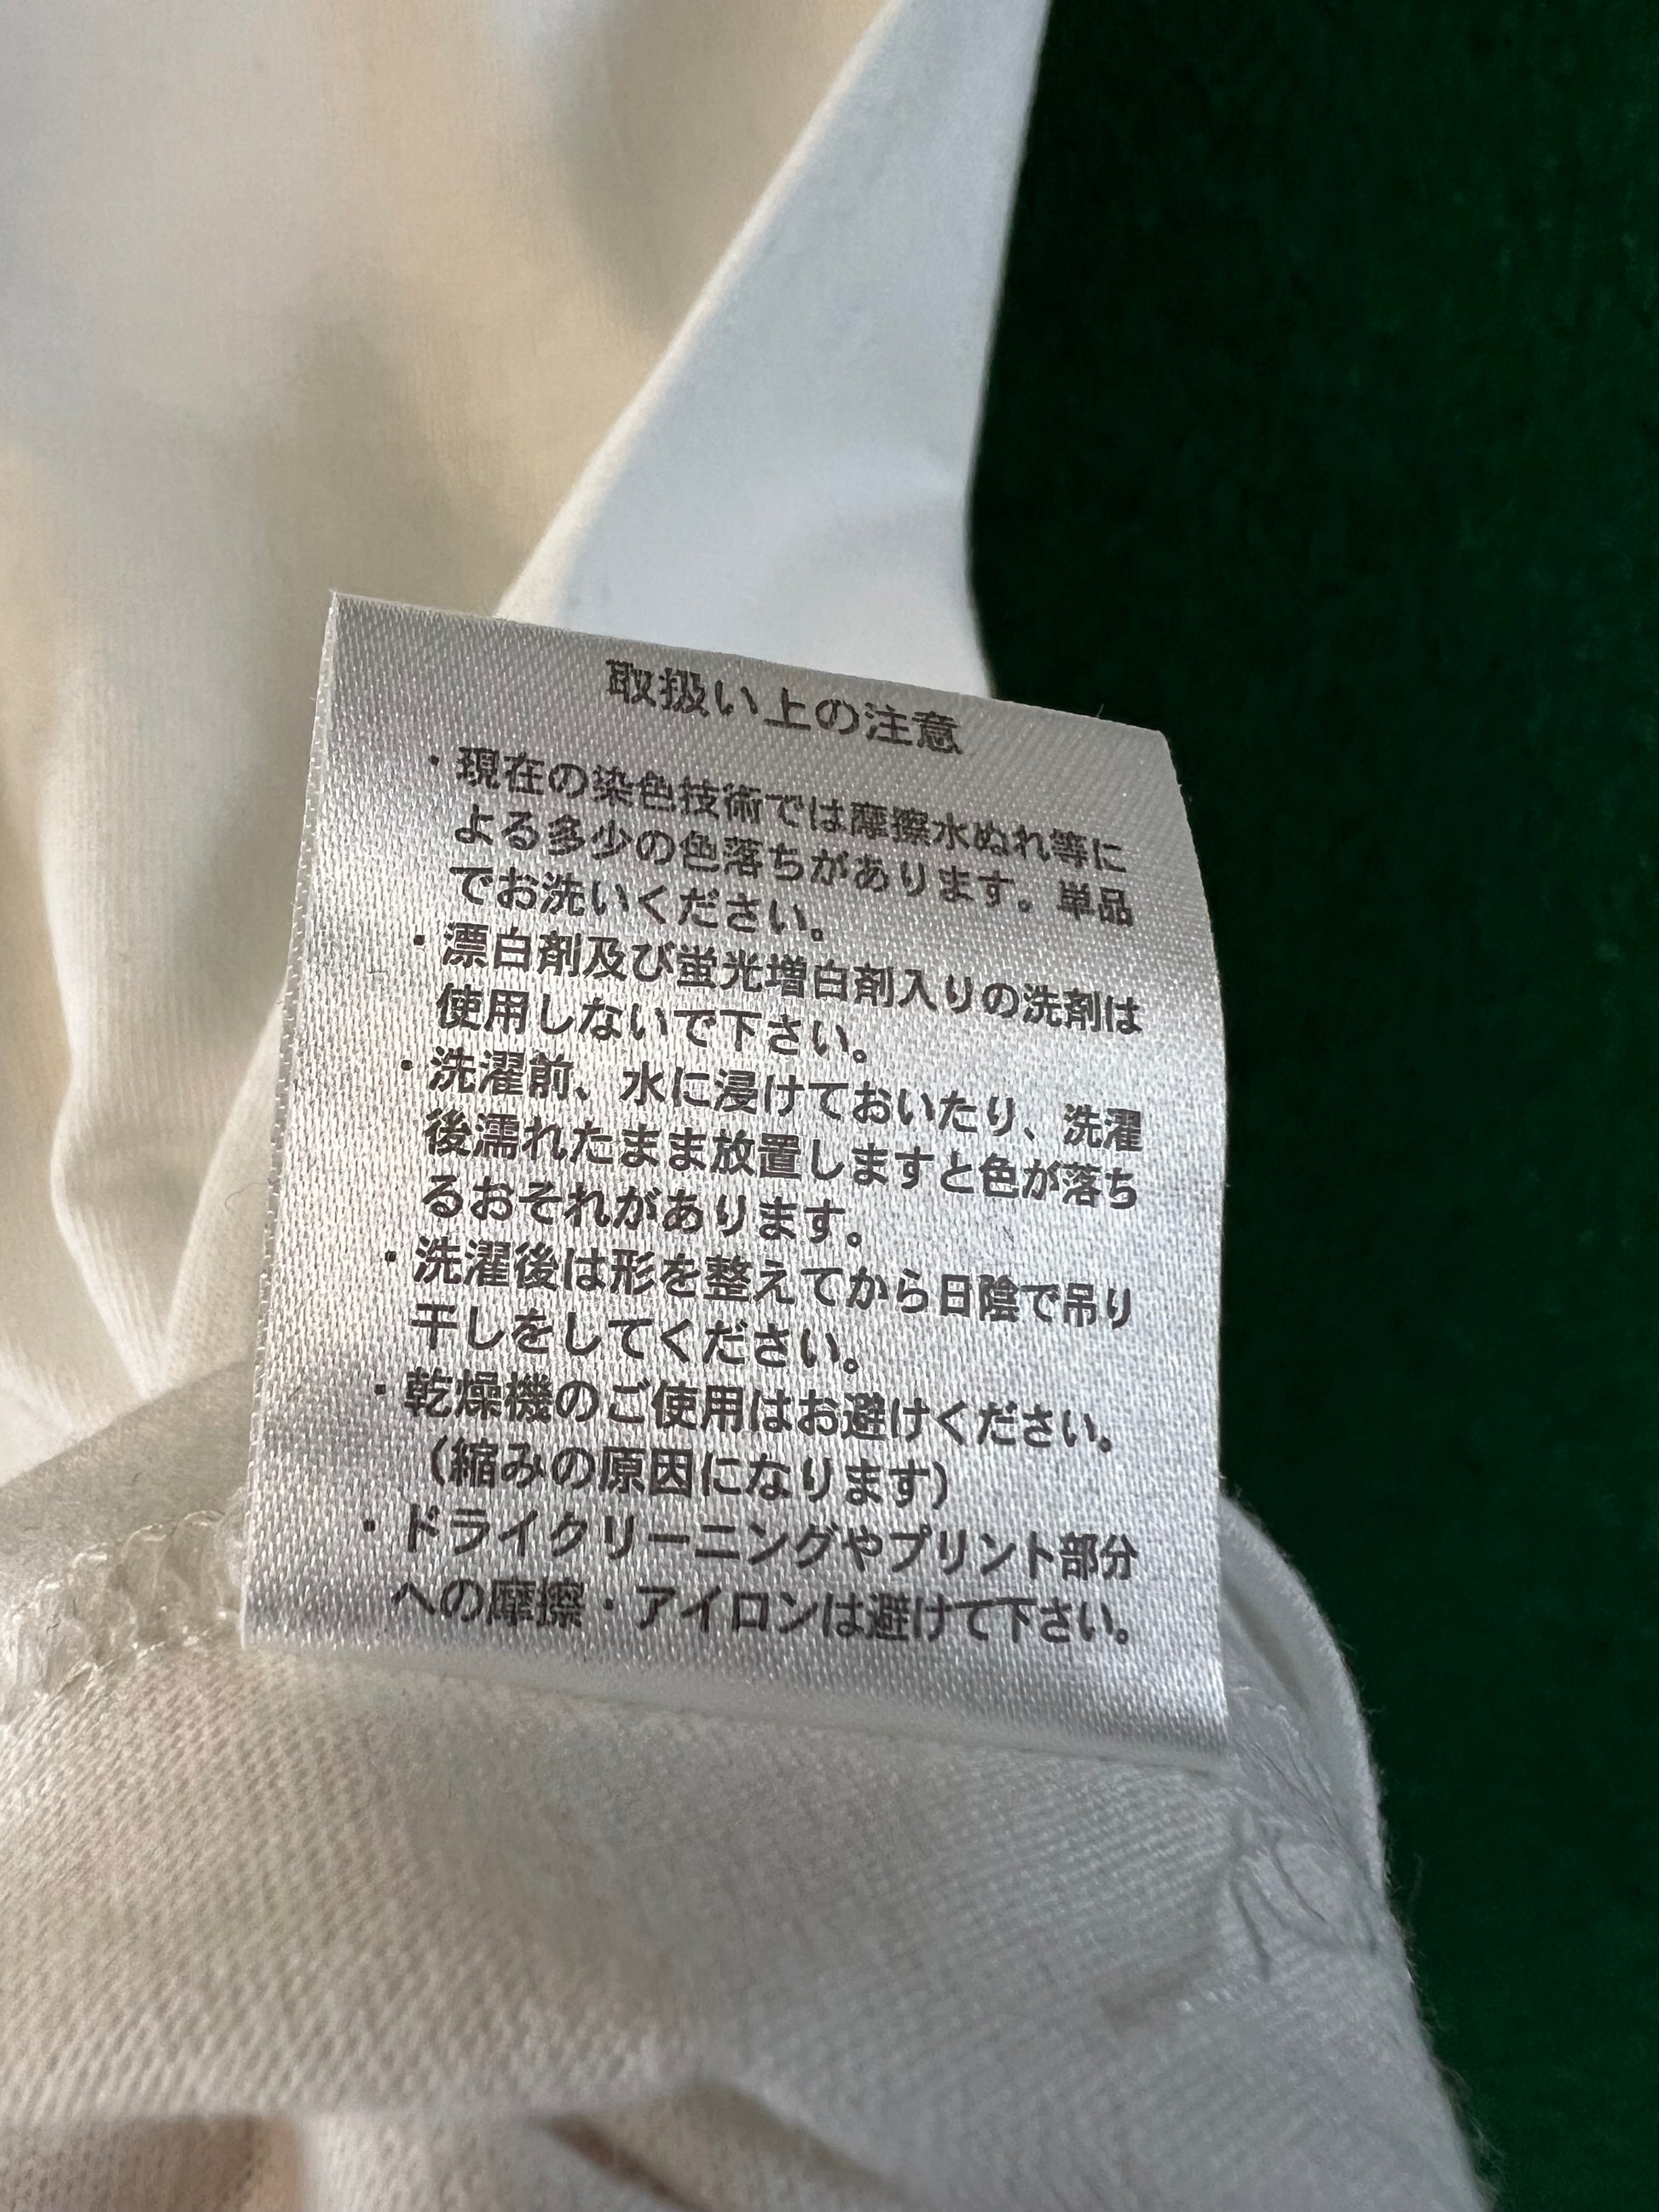 取扱い上の注意
・現在の染色技術では摩擦水ぬれ等に
よる多少の色落ちがあります。単品
でお洗いください。
・漂白剤及び蛍光増白剤入りの洗剤は
使用しないで下さい。
・洗濯前、水に浸けておいたり、洗濯
後濡れたまま放置しますと色が落ち
るおそれがあります。
・洗濯後は形を整えてから日陰で吊り
干しをしてください。
・乾燥機のご使用はお避けください。
（縮みの原因になります）
・ドライクリーニングやプリント部分
への摩擦・アイロンは避けて下さい。